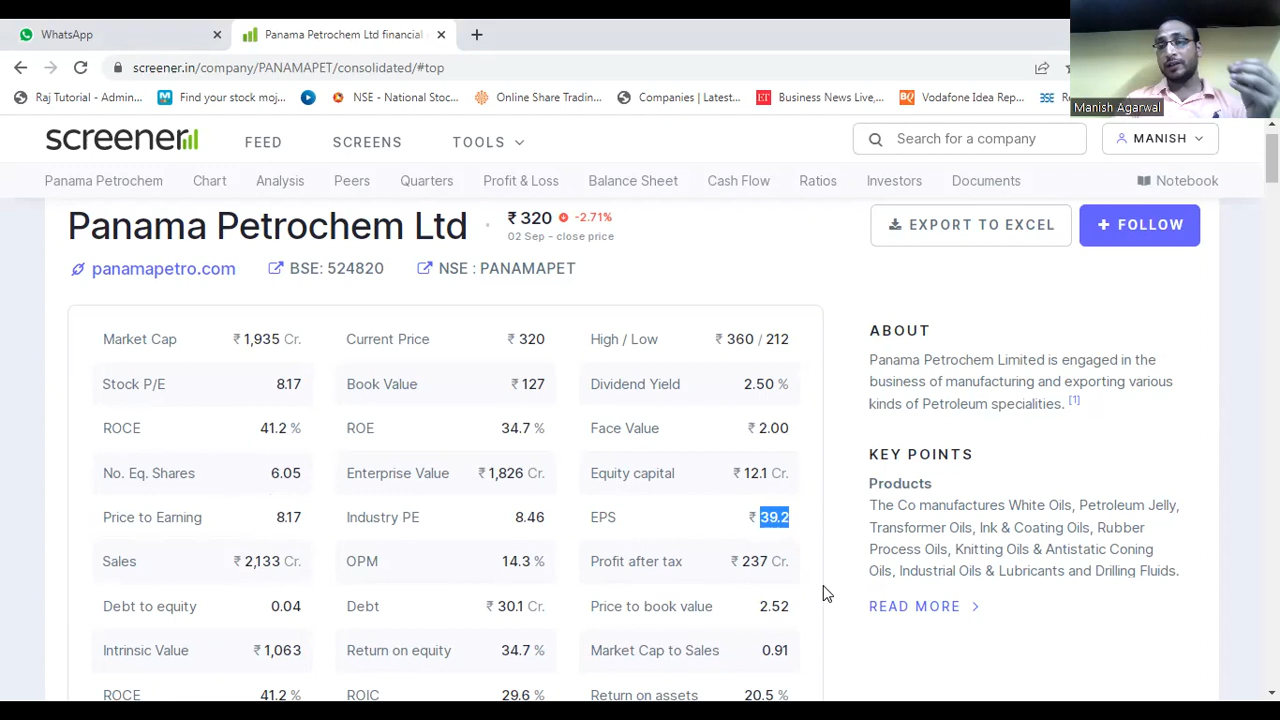 WhatsApp
Panama Petrochem Ltd financial
screener.in/company/PANAMAPET/consolidated/#top
Raj Tutorial - Admin... Find your stock moj... NSE - National Stoc... Online Share Tradin... Companies | Latest... Business News Live,... Vodafone Idea Rep...
Manish Agarwal
screener FEED SCREENS TOOLS Search for a company MANISH
Panama Petrochem Chart Analysis Peers Quarters Profit & Loss Balance Sheet Cash Flow Ratios Investors Documents Notebook
Panama Petrochem Ltd ₹ 320 -2.71% EXPORT TO EXCEL + FOLLOW
02 Sep - close price
panamapetro.com BSE: 524820 NSE : PANAMAPET
Market Cap ₹ 1,935 Cr. Current Price ₹ 320 High / Low ₹ 360 / 212
Stock P/E 8.17 Book Value ₹ 127 Dividend Yield 2.50 %
ROCE 41.2 % ROE 34.7 % Face Value ₹ 2.00
No. Eq. Shares 6.05 Enterprise Value ₹ 1,826 Cr. Equity capital ₹ 12.1 Cr.
Price to Earning 8.17 Industry PE 8.46 EPS ₹ 39.2
Sales ₹ 2,133 Cr. OPM 14.3 % Profit after tax ₹ 237 Cr.
Debt to equity 0.04 Debt ₹ 30.1 Cr. Price to book value 2.52
Intrinsic Value ₹ 1,063 Return on equity 34.7 % Market Cap to Sales 0.91
ROCE 41.2 % ROIC 29.6 % Return on assets 20.5 %
ABOUT
Panama Petrochem Limited is engaged in the
business of manufacturing and exporting various
kinds of Petroleum specialities. [1]
KEY POINTS
Products
The Co manufactures White Oils, Petroleum Jelly,
Transformer Oils, Ink & Coating Oils, Rubber
Process Oils, Knitting Oils & Antistatic Coning
Oils, Industrial Oils & Lubricants and Drilling Fluids.
READ MORE